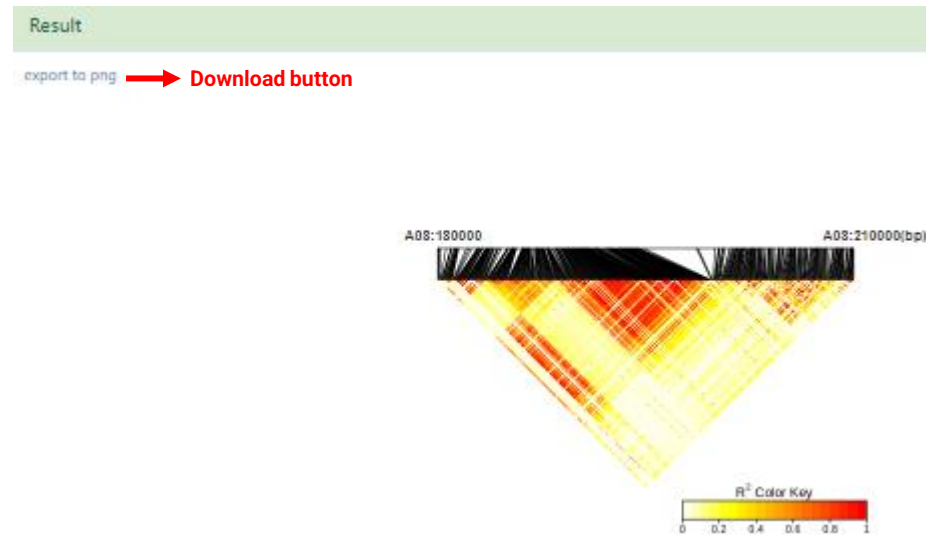 Result
export to png
Download button
A08:180000
A08:210000(bp)
R² Color Key
0 0.2 0.4 0.6 0.8 1